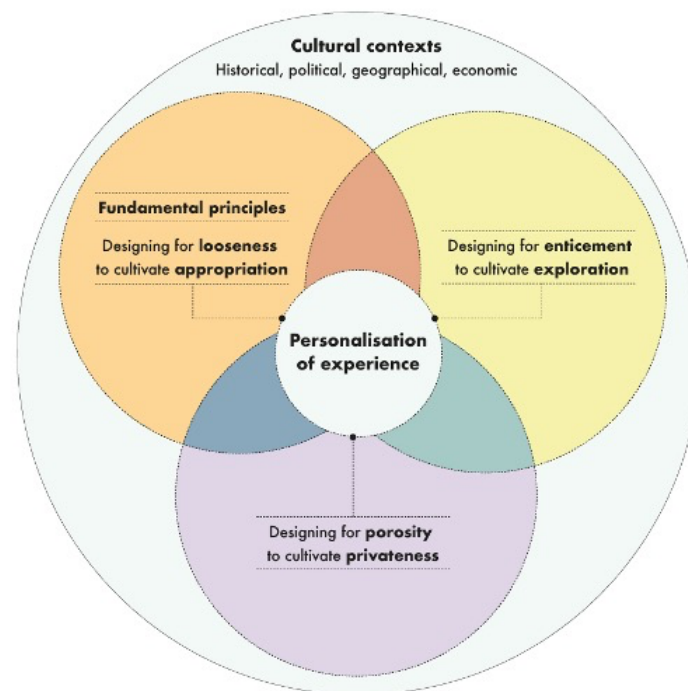 Cultural contexts
Historical, political, geographical, economic
Fundamental principles
Designing for looseness
to cultivate appropriation
Designing for enticement
to cultivate exploration
Personalisation
of experience
Designing for porosity
to cultivate privateness